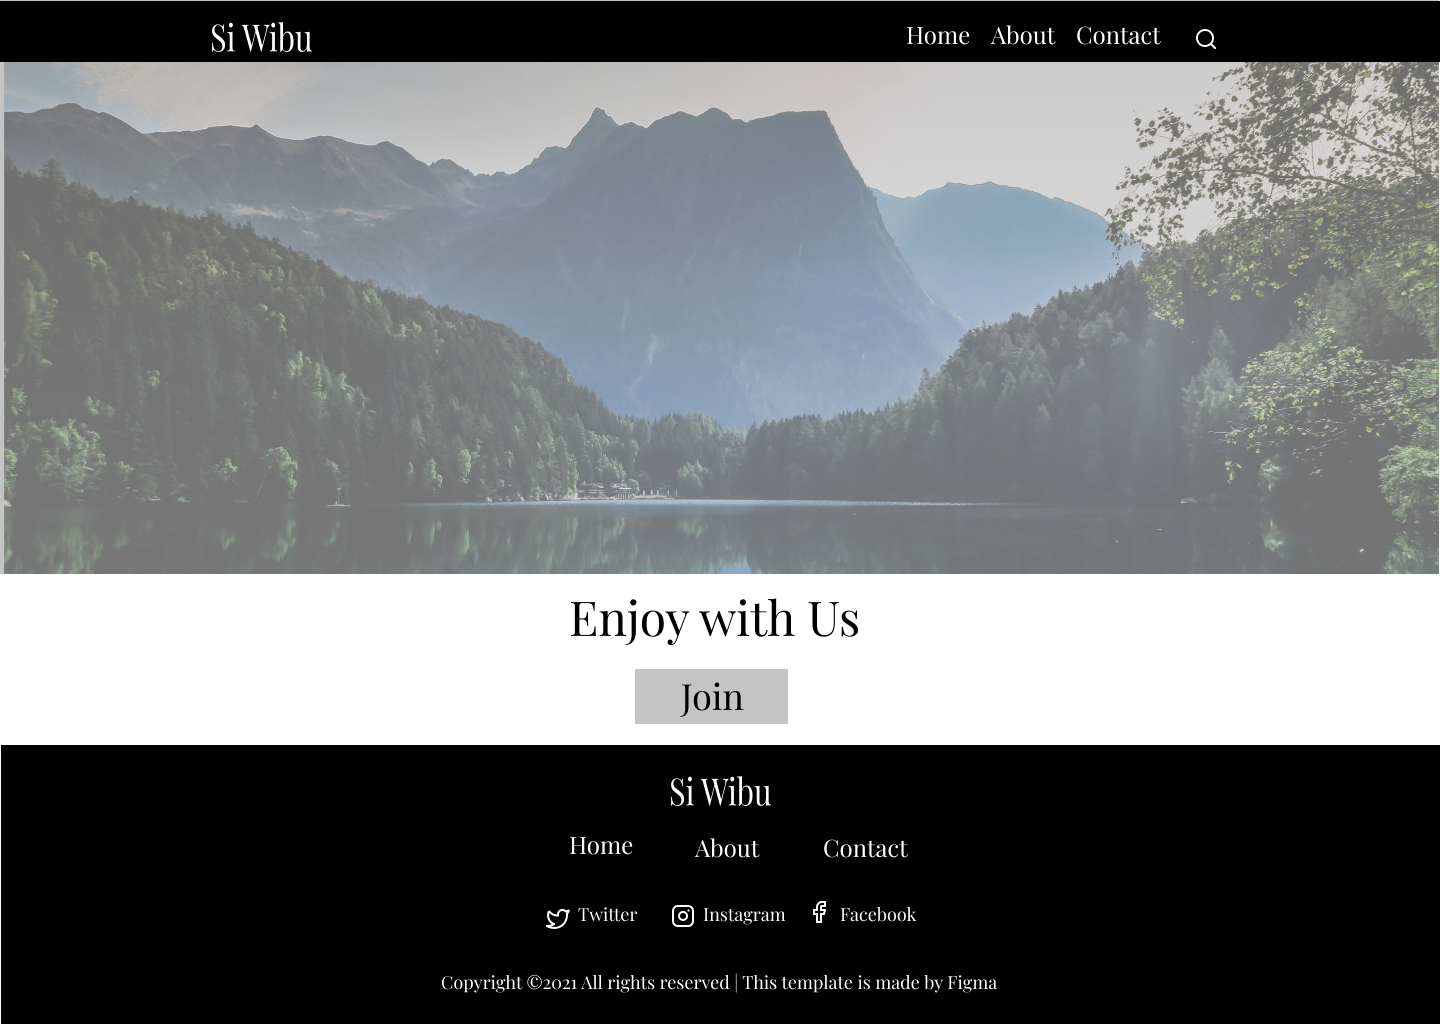 Si Wibu
Home About Contact
Enjoy with Us
Join
Si Wibu
Home About Contact
Twitter Instagram Facebook
Copyright ©2021 All rights reserved | This template is made by Figma